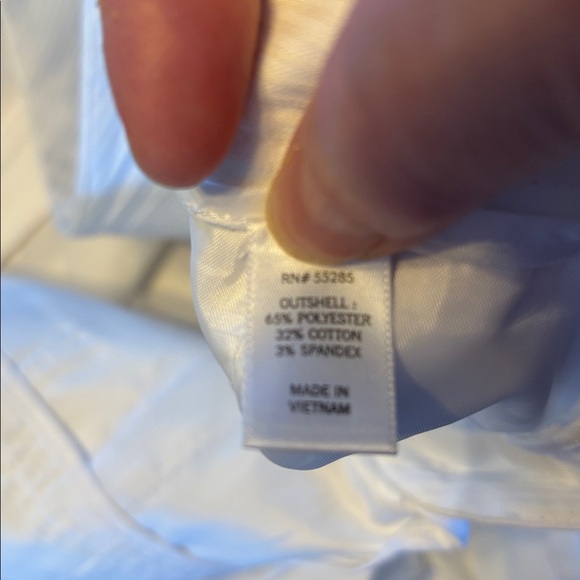 RN# 55285
OUTSHELL :
65% POLYESTER
32% COTTON
3% SPANDEX
MADE IN
VIETNAM